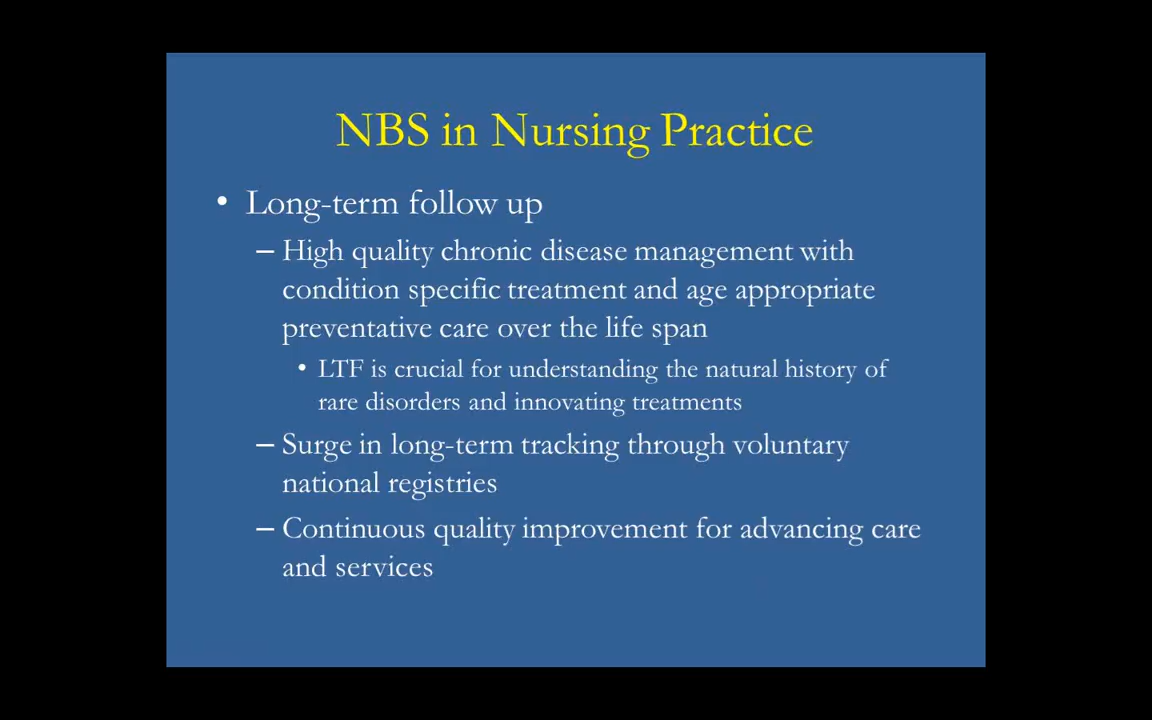 NBS in Nursing Practice
• Long-term follow up
– High quality chronic disease management with
condition specific treatment and age appropriate
preventative care over the life span
• LTF is crucial for understanding the natural history of
rare disorders and innovating treatments
– Surge in long-term tracking through voluntary
national registries
– Continuous quality improvement for advancing care
and services